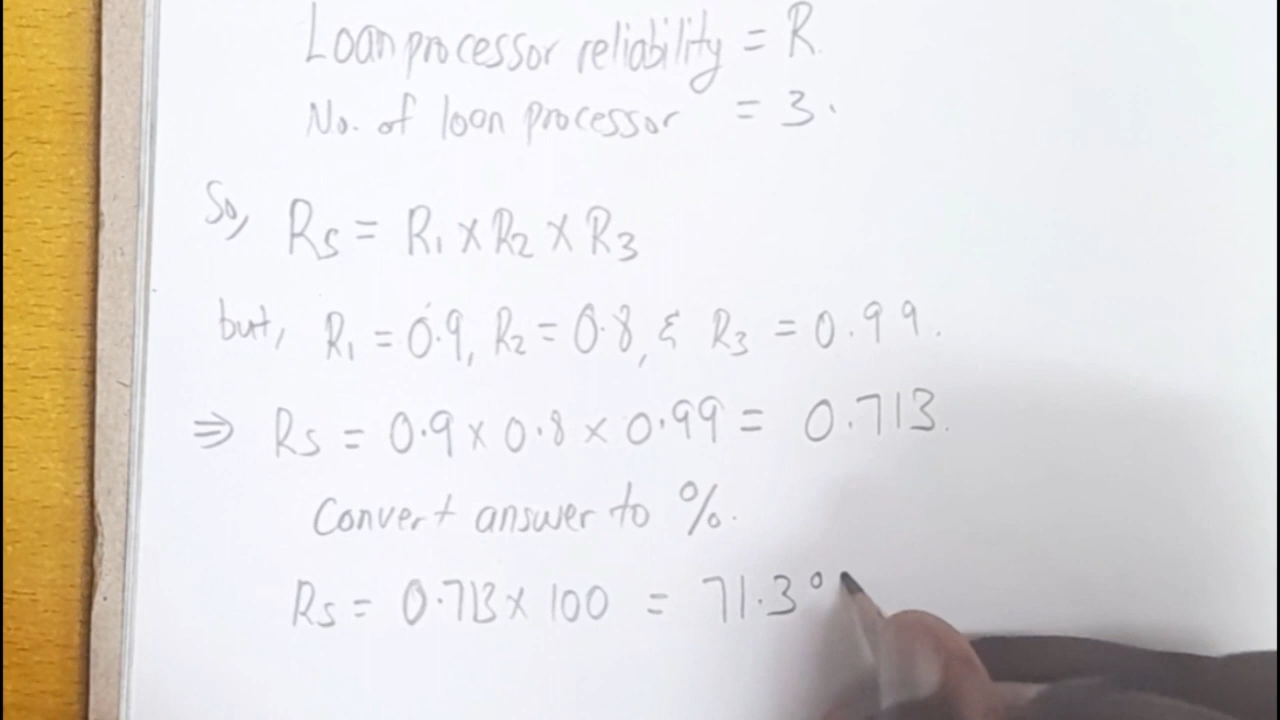 Loan processor reliability = R.
No. of loan processor = 3.
So, Rs = R1 x R2 x R3
but, R1 = 0.9, R2 = 0.8, & R3 = 0.99.
⇒ Rs = 0.9 x 0.8 x 0.99 = 0.713.
Convert answer to %.
Rs = 0.713 x 100 = 71.3°